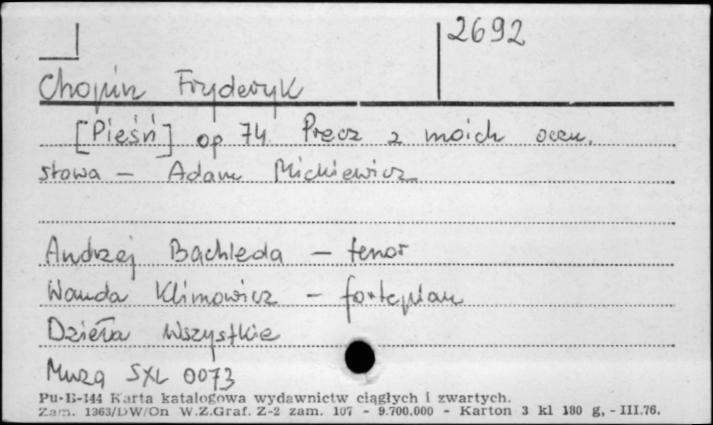 2692
Chopin Fryderyk
[Pieśń] op 74. Precz z moich oczu.
słowa - Adam Mickiewicz
Andrzej Bachleda - tenor
Wanda Klimowicz - fortepian
Dzieła Wszystkie
Muza SXL 0073
Pu-B-144 Karta katalogowa wydawnictw ciągłych i zwartych.
Zam. 1363/DW/On W.Z.Graf. Z-2 zam. 107 - 9.700.000 - Karton 3 kl 180 g, - III.76.